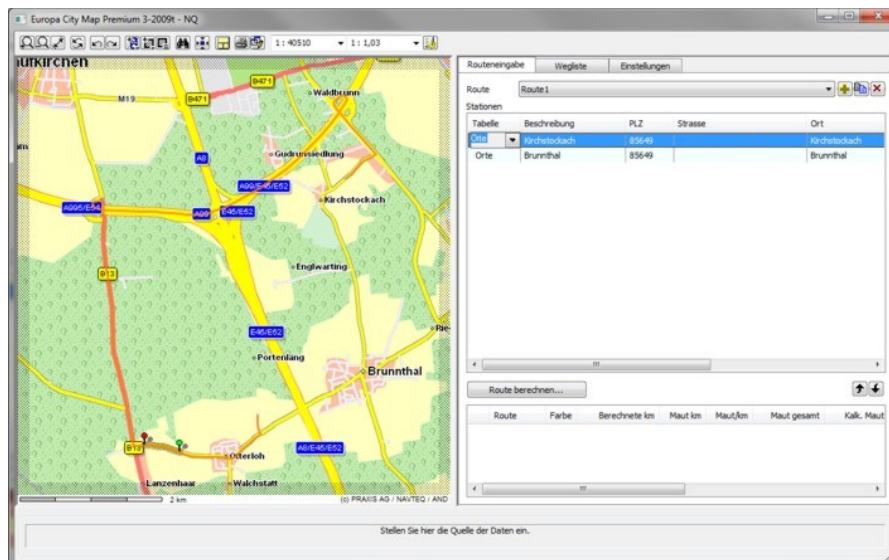 Europa City Map Premium 3-2009t - NQ
1 : 40510
1 : 1,03
Routeneingabe
Wegliste
Einstellungen
Route
Route1
Stationen
Tabelle Beschreibung PLZ Strasse Ort
Orte Kirchstockach 85649 Kirchstockach
Orte Brunnthal 85649 Brunnthal
Route berechnen...
Route Farbe Berechnete km Maut km Maut/km Maut gesamt Kalk. Maut
B471
M19
B471
Waldbrunn
A8
Gudrunsiedlung
A99/E45/E52
Kirchstockach
A995/E54
A99
E45/E52
B13
Englwarting
E45/E52
Portenläng
Brunnthal
B13
Otterloh
A8/E45/E52
Lanzenhaar
Walchstatt
2 km
(c) PRAXIS AG / NAVTEQ / AND
Stellen Sie hier die Quelle der Daten ein.